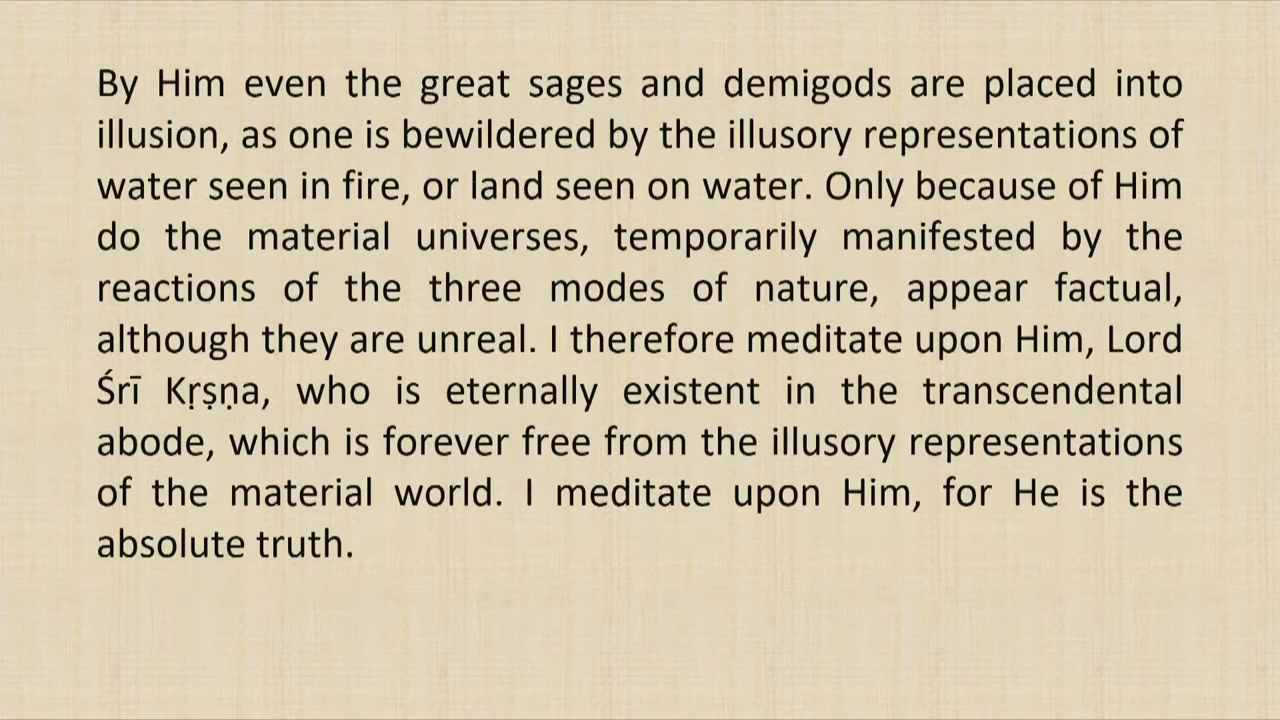 By Him even the great sages and demigods are placed into
illusion, as one is bewildered by the illusory representations of
water seen in fire, or land seen on water. Only because of Him
do the material universes, temporarily manifested by the
reactions of the three modes of nature, appear factual,
although they are unreal. I therefore meditate upon Him, Lord
Śrī Kṛṣṇa, who is eternally existent in the transcendental
abode, which is forever free from the illusory representations
of the material world. I meditate upon Him, for He is the
absolute truth.